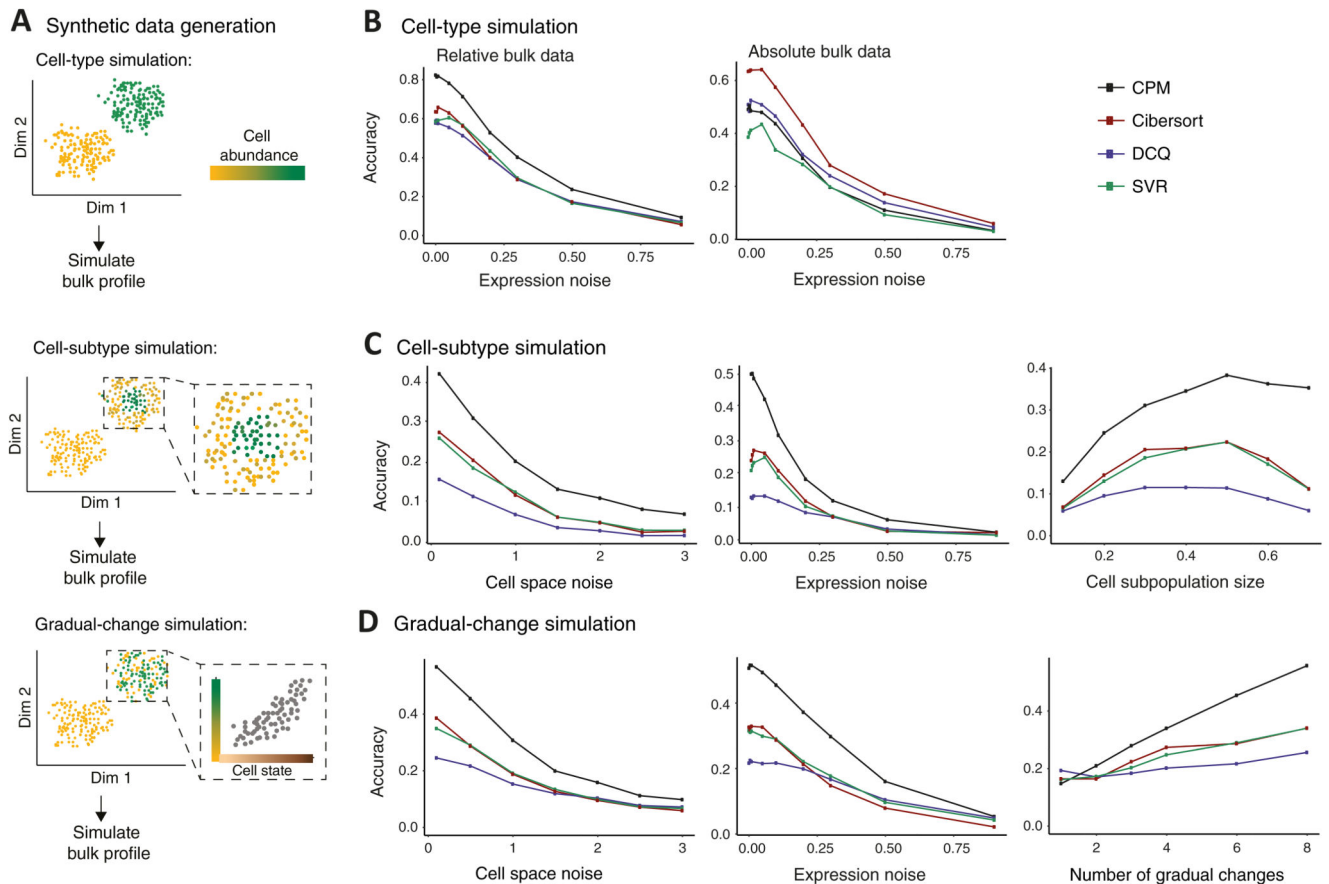 A Synthetic data generation
Cell-type simulation:
Dim 2
Dim 1
Cell
abundance
Simulate
bulk profile
Cell-subtype simulation:
Dim 2
Dim 1
Simulate
bulk profile
Gradual-change simulation:
Dim 2
Dim 1
Cell state
Simulate
bulk profile
B Cell-type simulation
Relative bulk data
Accuracy
0.8
0.6
0.4
0.2
0.0
0.00 0.25 0.50 0.75
Expression noise
Absolute bulk data
0.6
0.4
0.2
0.0
0.00 0.25 0.50 0.75
Expression noise
CPM
Cibersort
DCQ
SVR
C Cell-subtype simulation
Accuracy
0.4
0.3
0.2
0.1
0.0
0 1 2 3
Cell space noise
0.5
0.4
0.3
0.2
0.1
0.0
0.00 0.25 0.50 0.75
Expression noise
0.4
0.3
0.2
0.1
0.0
0.2 0.4 0.6
Cell subpopulation size
D Gradual-change simulation
Accuracy
0.4
0.2
0.0
0 1 2 3
Cell space noise
0.4
0.2
0.0
0.00 0.25 0.50 0.75
Expression noise
0.4
0.2
0.0
2 4 6 8
Number of gradual changes